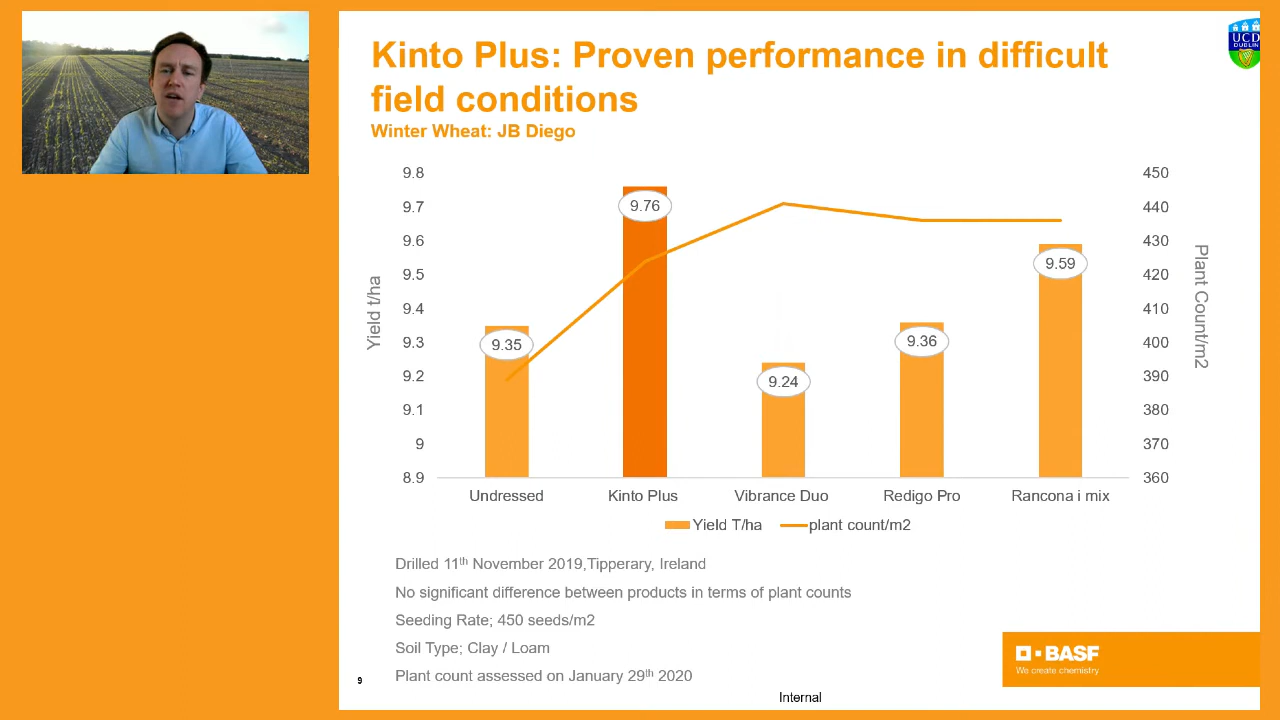 Kinto Plus: Proven performance in difficult
field conditions
Winter Wheat: JB Diego
UCD
DUBLIN
9.8
9.7
9.6
9.5
9.4
9.3
9.2
9.1
9
8.9
Yield t/ha
450
440
430
420
410
400
390
380
370
360
Plant Count/m2
9.35
9.76
9.24
9.36
9.59
Undressed
Kinto Plus
Vibrance Duo
Redigo Pro
Rancona i mix
Yield T/ha
plant count/m2
Drilled 11th November 2019,Tipperary, Ireland
No significant difference between products in terms of plant counts
Seeding Rate; 450 seeds/m2
Soil Type; Clay / Loam
Plant count assessed on January 29th 2020
9
Internal
BASF
We create chemistry